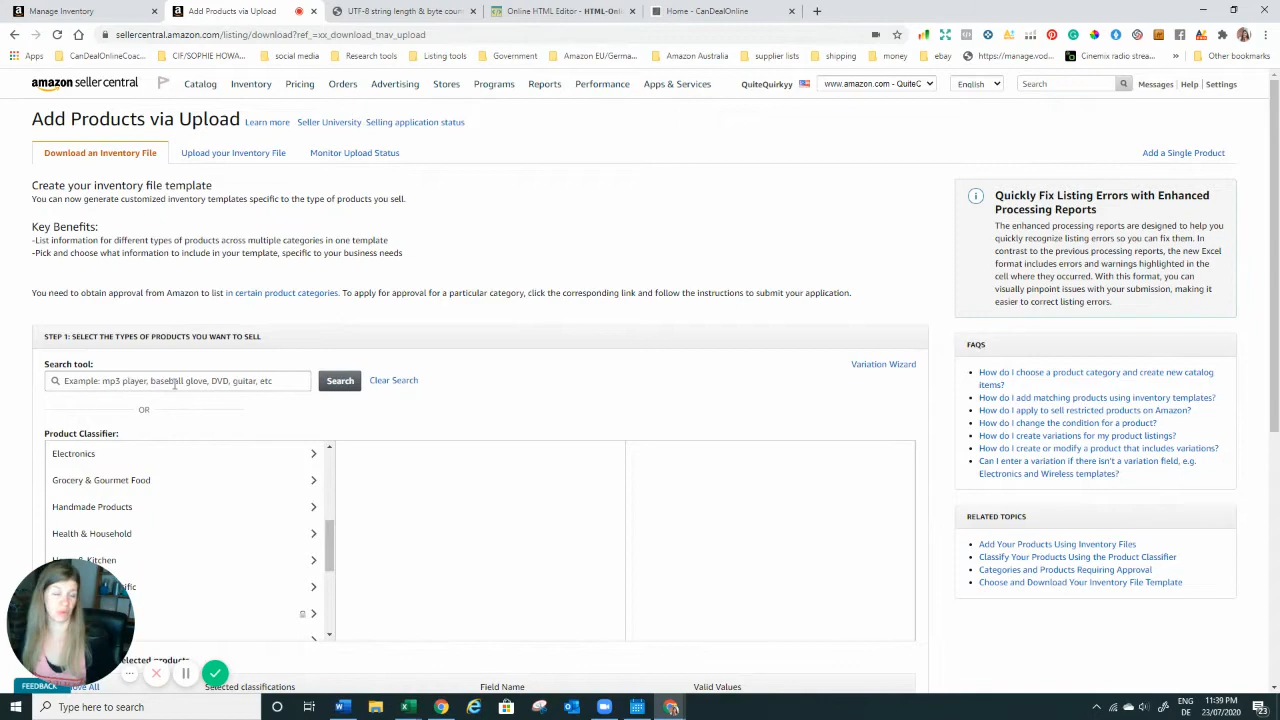 Manage Inventory
Add Products via Upload
UTF-8 string length & byte coun
Online HTML Editor - HTML-Onli
Home - CanDealOnline
sellercentral.amazon.com/listing/download?ref_=xx_download_tnav_upload
Apps
CanDealOnlineCoach
CIF/SOPHIE HOWA...
social media
Research tools
Listing tools
Government
Amazon EU/German...
Amazon Australia
supplier lists
shipping
money
ebay
https://manage.vod...
Cinemix radio strea...
Other bookmarks
amazon seller central
Catalog
Inventory
Pricing
Orders
Advertising
Stores
Programs
Reports
Performance
Apps & Services
QuiteQuirkyy
www.amazon.com - QuiteQ
English
Search
Messages | Help | Settings
Add Products via Upload
Learn more
Seller University
Selling application status
Download an Inventory File
Upload your Inventory File
Monitor Upload Status
Add a Single Product
Create your inventory file template
You can now generate customized inventory templates specific to the type of products you sell.
Key Benefits:
-List information for different types of products across multiple categories in one template
-Pick and choose what information to include in your template, specific to your business needs
You need to obtain approval from Amazon to list in certain product categories. To apply for approval for a particular category, click the corresponding link and follow the instructions to submit your application.
STEP 1: SELECT THE TYPES OF PRODUCTS YOU WANT TO SELL
Search tool:
Variation Wizard
Example: mp3 player, baseball glove, DVD, guitar, etc
Search
Clear Search
OR
Product Classifier:
Electronics
Grocery & Gourmet Food
Handmade Products
Health & Household
& Kitchen
Selected classifications
Field Name
Valid Values
FEEDBACK
Quickly Fix Listing Errors with Enhanced
Processing Reports
The enhanced processing reports are designed to help you
quickly recognize listing errors so you can fix them. In
contrast to the previous processing reports, the new Excel
format includes errors and warnings highlighted in the
cell where they occurred. With this format, you can
visually pinpoint issues with your submission, making it
easier to correct listing errors.
FAQS
How do I choose a product category and create new catalog
items?
How do I add matching products using inventory templates?
How do I apply to sell restricted products on Amazon?
How do I change the condition for a product?
How do I create variations for my product listings?
How do I create or modify a product that includes variations?
Can I enter a variation if there isn't a variation field, e.g.
Electronics and Wireless templates?
RELATED TOPICS
Add Your Products Using Inventory Files
Classify Your Products Using the Product Classifier
Categories and Products Requiring Approval
Choose and Download Your Inventory File Template
Type here to search
ENG
DE
11:39 PM
23/07/2020
23